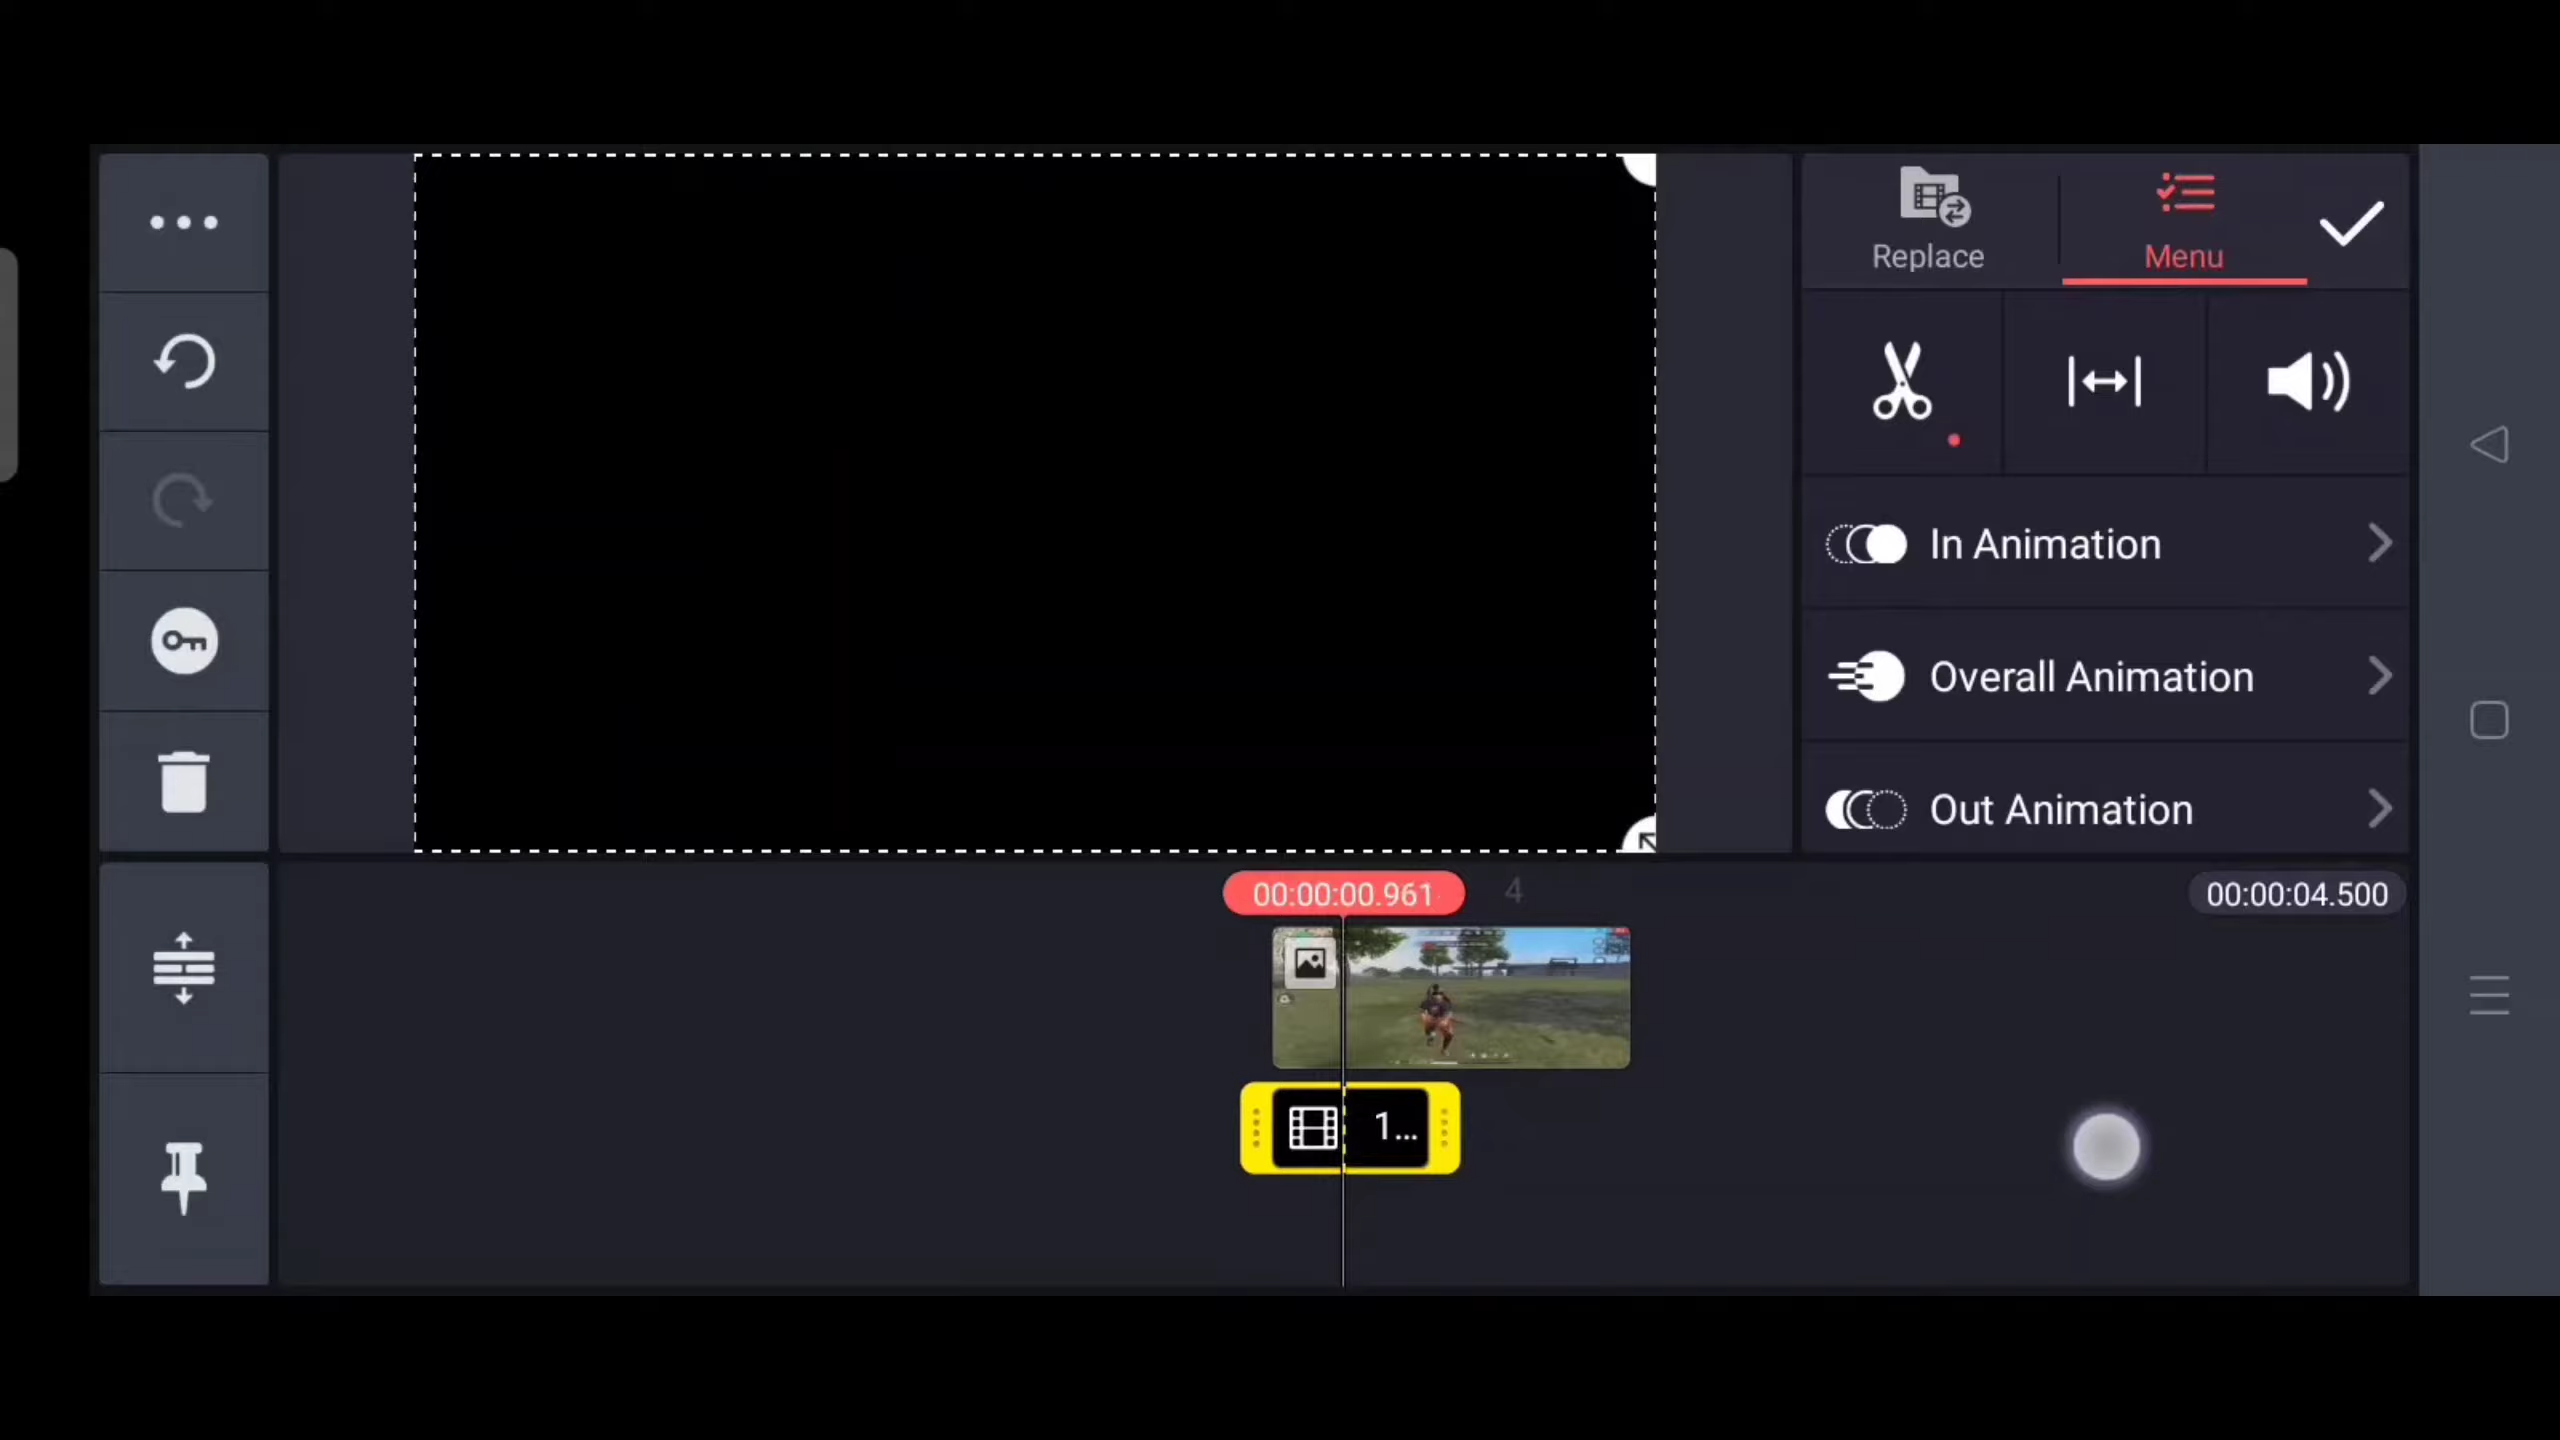 Replace
Menu
In Animation
Overall Animation
Out Animation
00:00:00.961
4
00:00:04.500
1...